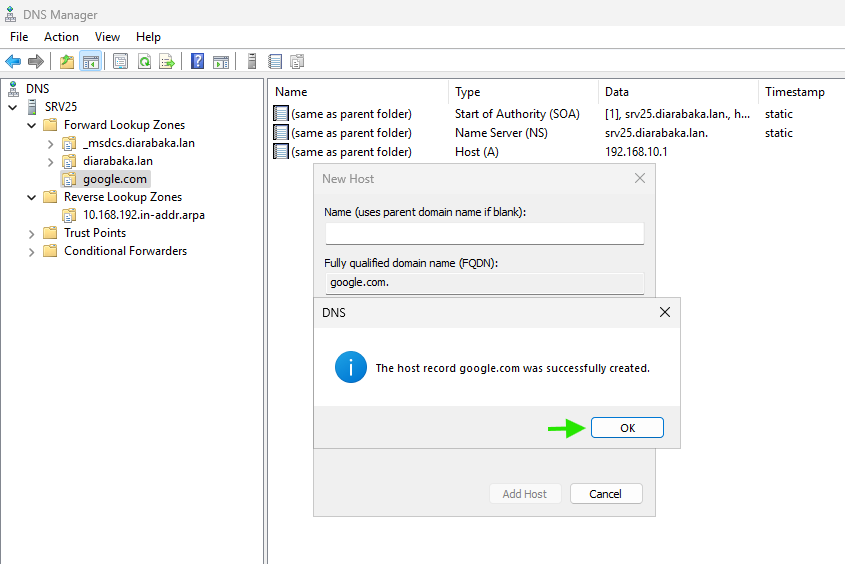 DNS Manager
File Action View Help
DNS
SRV25
Forward Lookup Zones
_msdcs.diarabaka.lan
diarabaka.lan
google.com
Reverse Lookup Zones
10.168.192.in-addr.arpa
Trust Points
Conditional Forwarders
Name Type Data Timestamp
(same as parent folder) Start of Authority (SOA) [1], srv25.diarabaka.lan., h... static
(same as parent folder) Name Server (NS) srv25.diarabaka.lan. static
(same as parent folder) Host (A) 192.168.10.1
New Host
Name (uses parent domain name if blank):
Fully qualified domain name (FQDN):
google.com.
DNS
The host record google.com was successfully created.
OK
Add Host Cancel